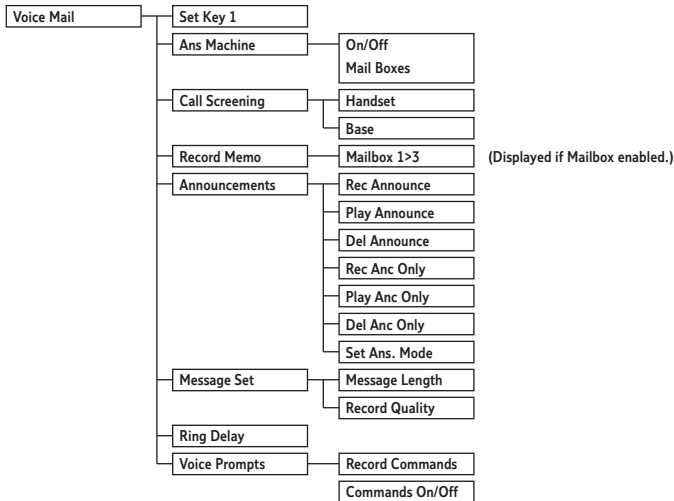 Voice Mail
Set Key 1
Ans Machine
On/Off
Mail Boxes
Call Screening
Handset
Base
Record Memo
Mailbox 1>3
(Displayed if Mailbox enabled.)
Announcements
Rec Announce
Play Announce
Del Announce
Rec Anc Only
Play Anc Only
Del Anc Only
Set Ans. Mode
Message Set
Message Length
Record Quality
Ring Delay
Voice Prompts
Record Commands
Commands On/Off